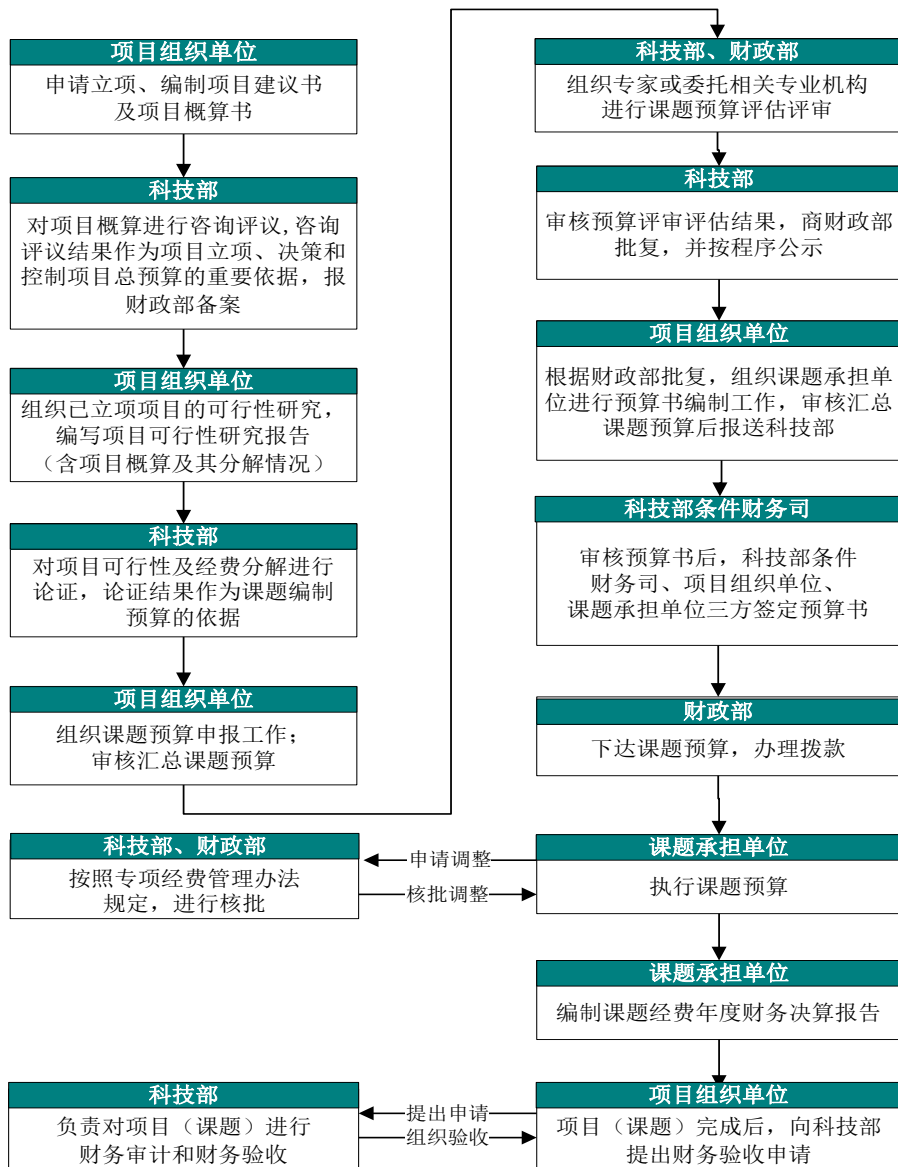 项目组织单位
申请立项、编制项目建议书
及项目概算书
科技部
对项目概算进行咨询评议,咨询
评议结果作为项目立项、决策和
控制项目总预算的重要依据，报
财政部备案
项目组织单位
组织已立项项目的可行性研究，
编写项目可行性研究报告
（含项目概算及其分解情况）
科技部
对项目可行性及经费分解进行
论证，论证结果作为课题编制
预算的依据
项目组织单位
组织课题预算申报工作；
审核汇总课题预算
科技部、财政部
组织专家或委托相关专业机构
进行课题预算评估评审
科技部
审核预算评审评估结果，商财政部
批复，并按程序公示
项目组织单位
根据财政部批复，组织课题承担单
位进行预算书编制工作，审核汇总
课题预算后报送科技部
科技部条件财务司
审核预算书后，科技部条件
财务司、项目组织单位、
课题承担单位三方签定预算书
财政部
下达课题预算，办理拨款
课题承担单位
执行课题预算
申请调整
核批调整
科技部、财政部
按照专项经费管理办法
规定，进行核批
课题承担单位
编制课题经费年度财务决算报告
项目组织单位
项目（课题）完成后，向科技部
提出财务验收申请
提出申请
组织验收
科技部
负责对项目（课题）进行
财务审计和财务验收